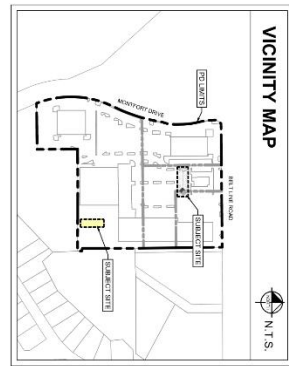 VICINITY MAP
N.T.S.
BELTLINE ROAD
PD LIMITS
MONTFORT DRIVE
SUBJECT SITE
SUBJECT SITE